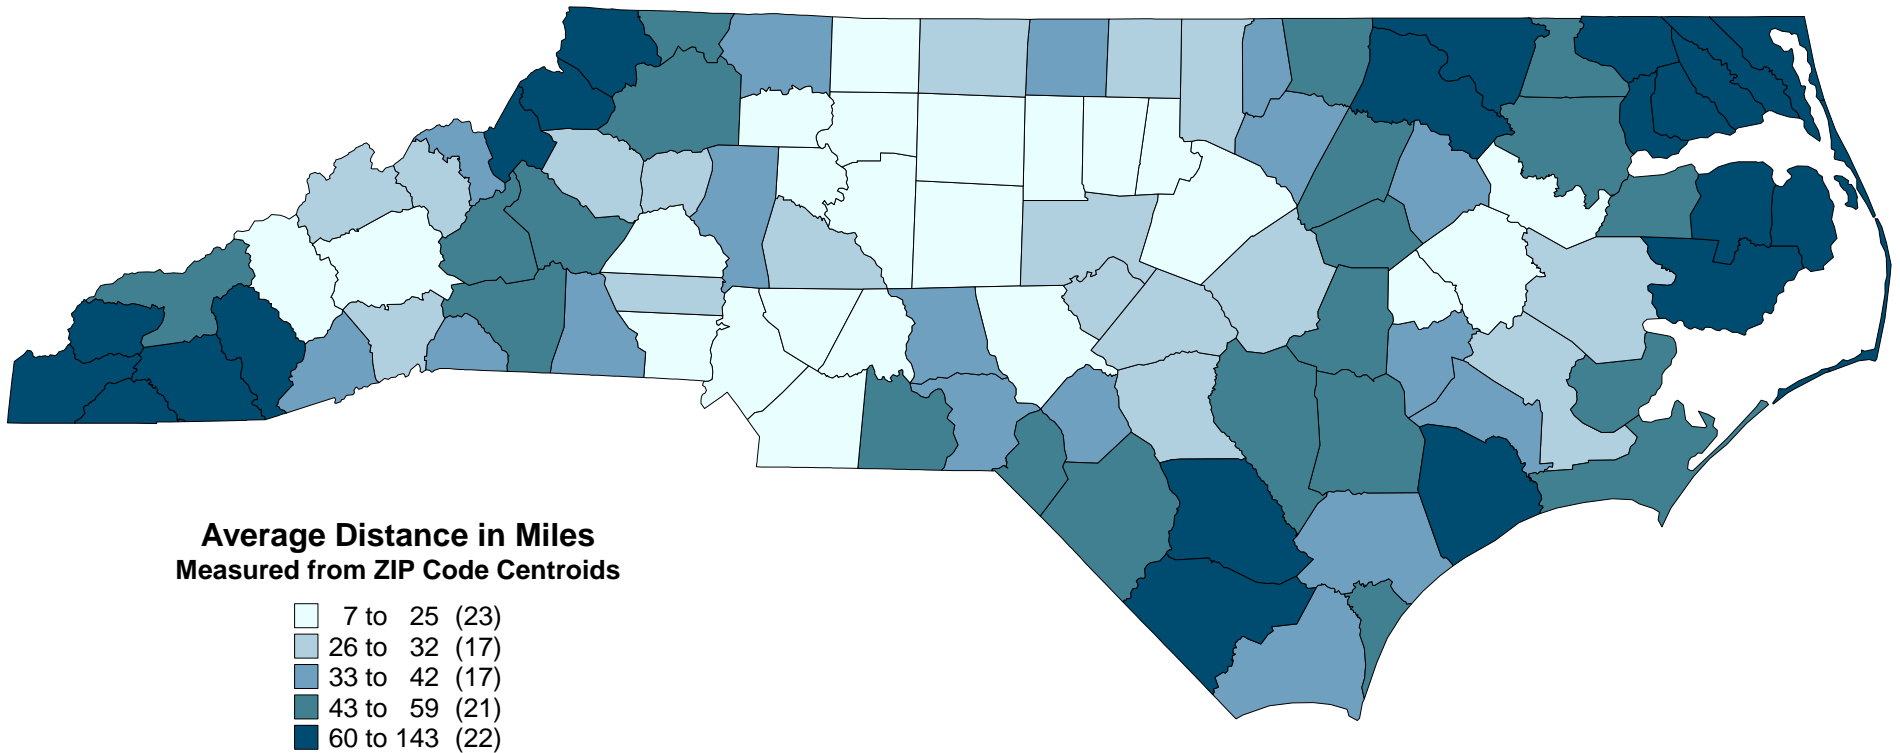 Average Distance in Miles
Measured from ZIP Code Centroids
7 to 25 (23)
26 to 32 (17)
33 to 42 (17)
43 to 59 (21)
60 to 143 (22)